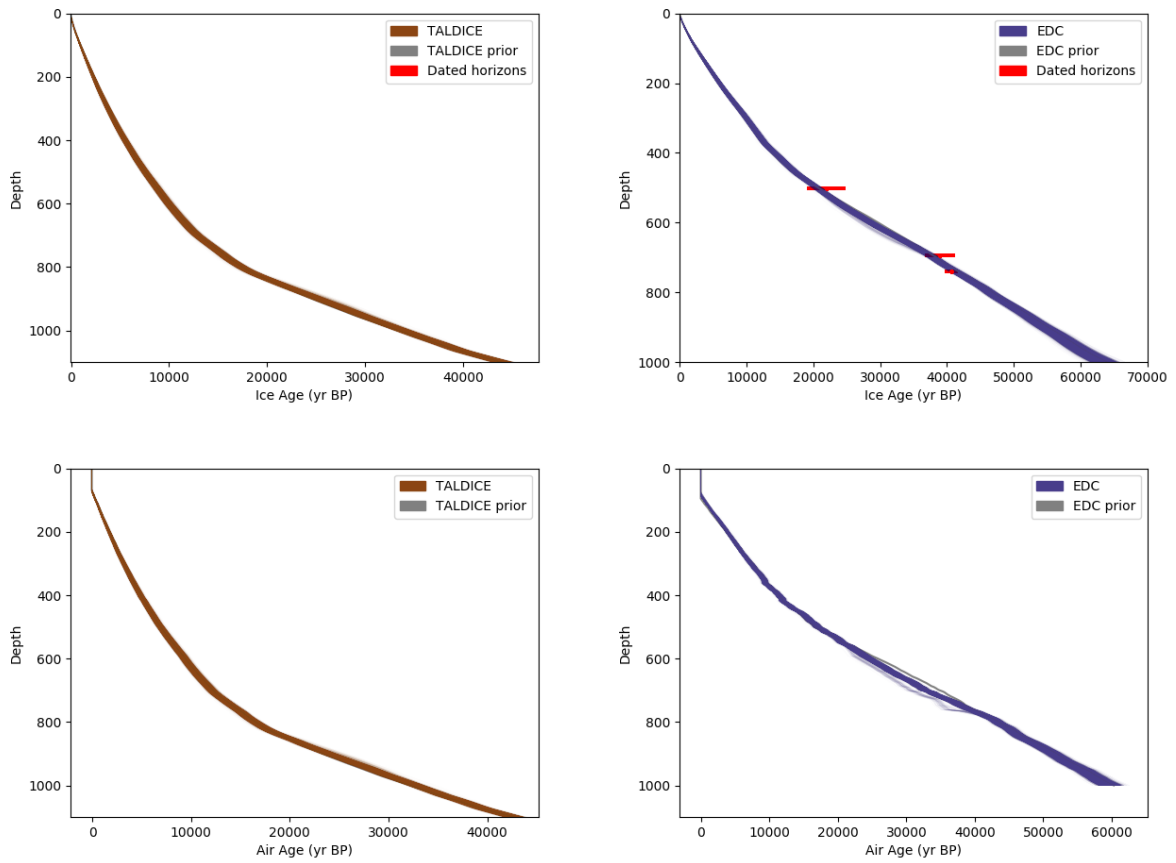 TALDICE
TALDICE prior
Dated horizons
0
200
400
600
800
1000
Depth
0
10000
20000
30000
40000
Ice Age (yr BP)
EDC
EDC prior
Dated horizons
0
200
400
600
800
1000
Depth
0
10000
20000
30000
40000
50000
60000
70000
Ice Age (yr BP)
TALDICE
TALDICE prior
0
200
400
600
800
1000
Depth
0
10000
20000
30000
40000
Air Age (yr BP)
EDC
EDC prior
0
200
400
600
800
1000
Depth
0
10000
20000
30000
40000
50000
60000
Air Age (yr BP)